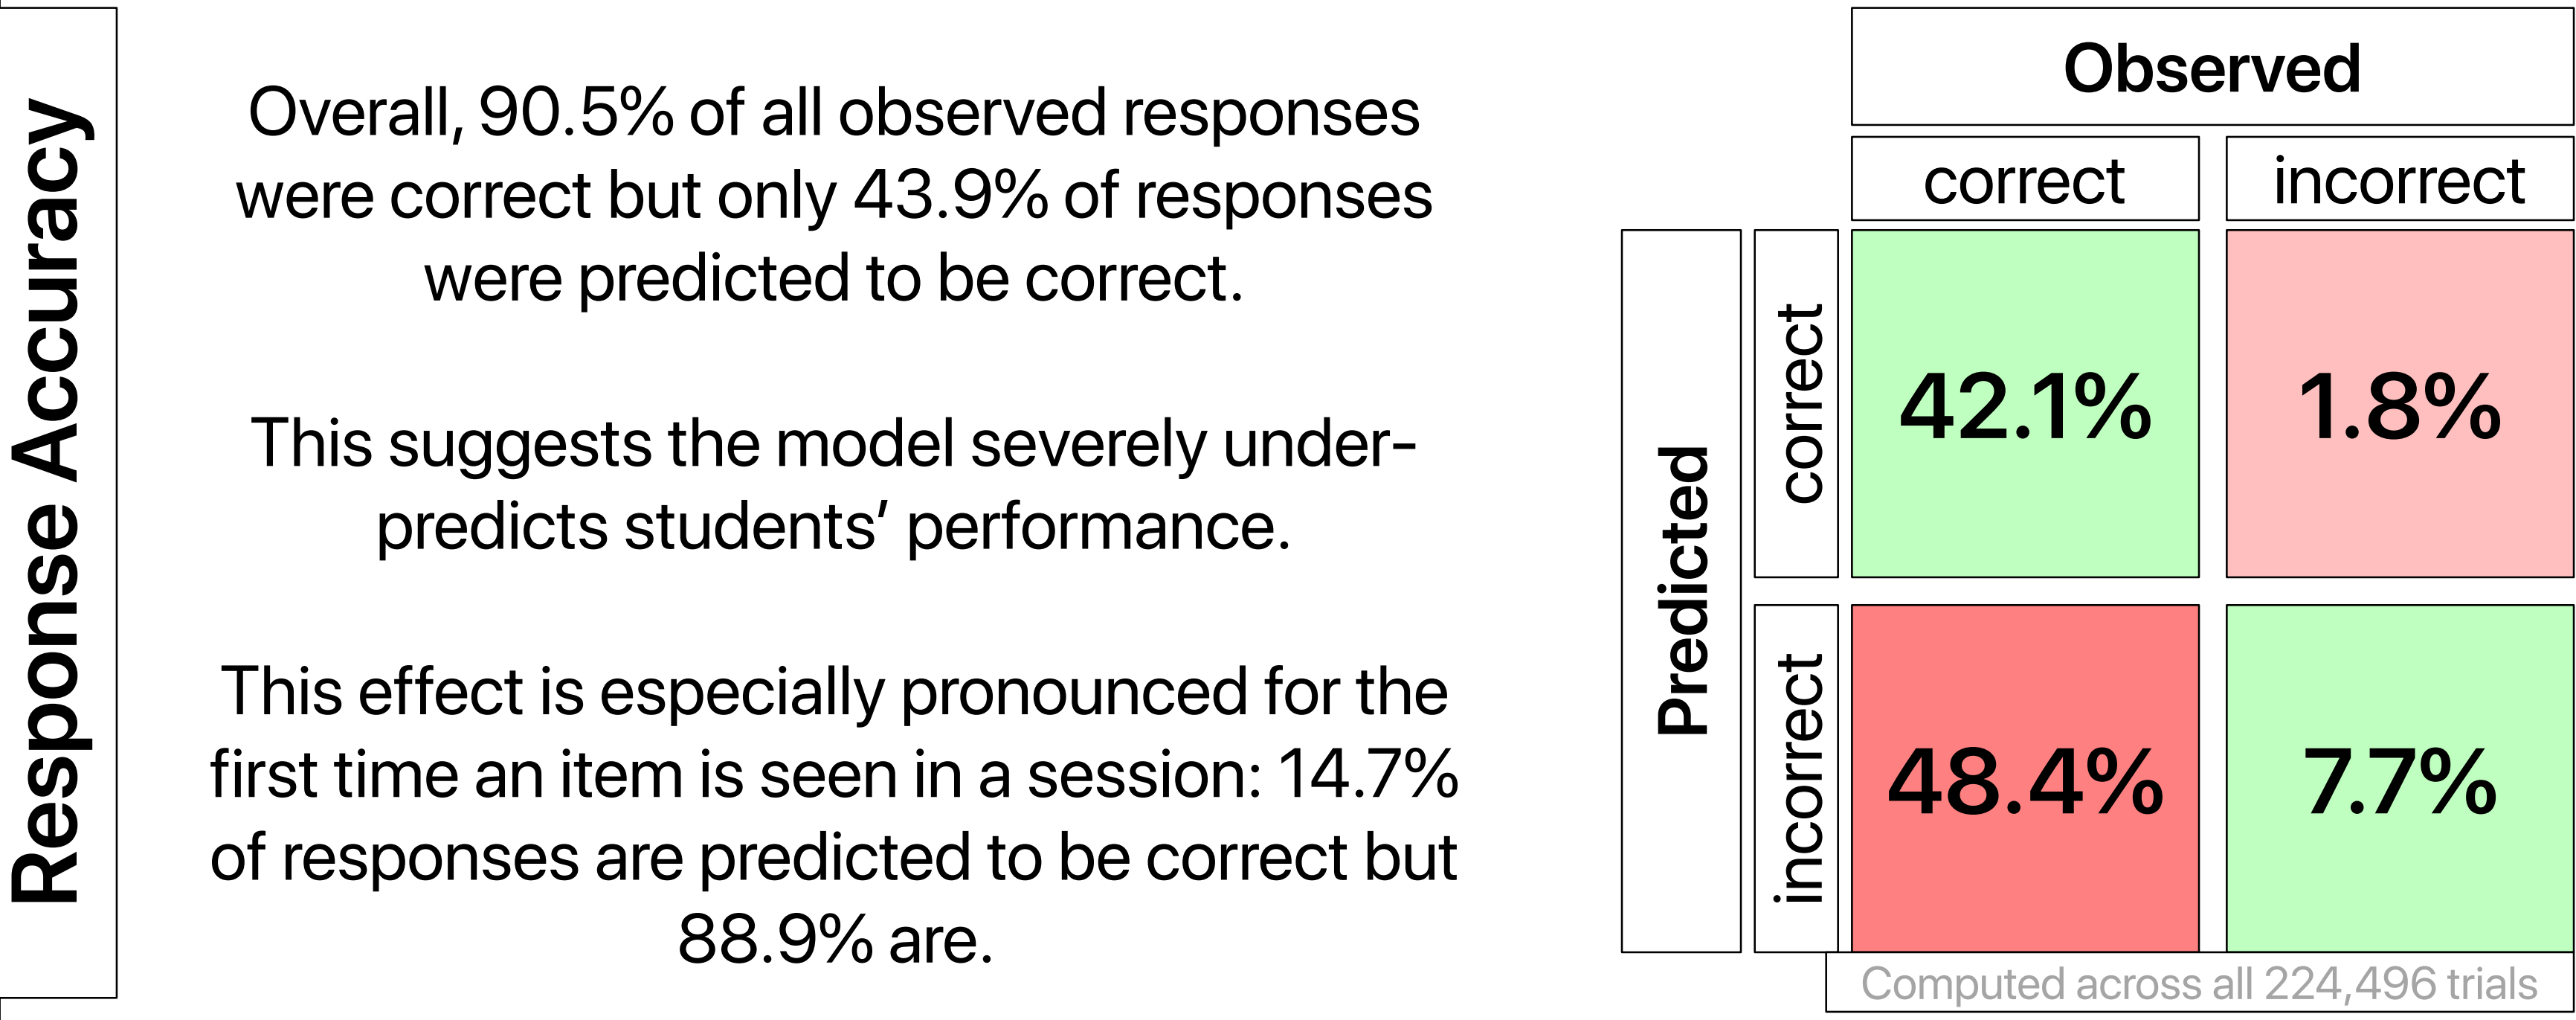 Response Accuracy
Overall, 90.5% of all observed responses
were correct but only 43.9% of responses
were predicted to be correct.
This suggests the model severely under-
predicts students’ performance.
This effect is especially pronounced for the
first time an item is seen in a session: 14.7%
of responses are predicted to be correct but
88.9% are.
Observed
correct
incorrect
Predicted
correct
42.1%
1.8%
incorrect
48.4%
7.7%
Computed across all 224,496 trials